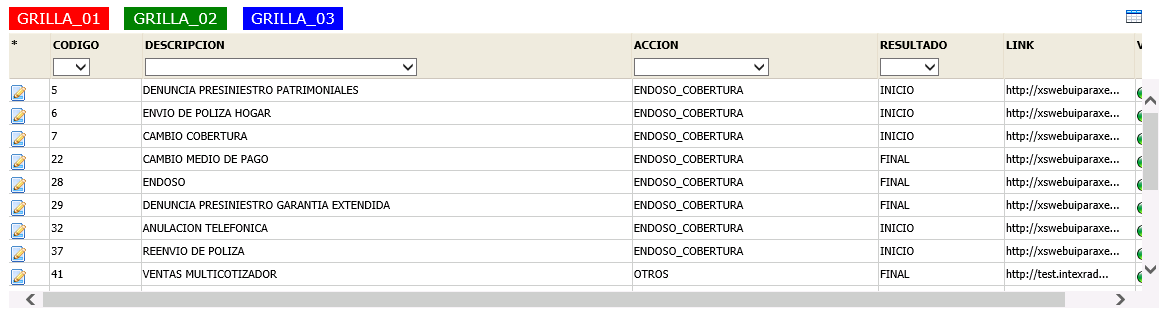 GRILLA_01 GRILLA_02 GRILLA_03
* CODIGO DESCRIPCION ACCION RESULTADO LINK
5 DENUNCIA PRESINIESTRO PATRIMONIALES ENDOSO_COBERTURA INICIO http://xswebuiparaxe...
6 ENVIO DE POLIZA HOGAR ENDOSO_COBERTURA INICIO http://xswebuiparaxe...
7 CAMBIO COBERTURA ENDOSO_COBERTURA INICIO http://xswebuiparaxe...
22 CAMBIO MEDIO DE PAGO ENDOSO_COBERTURA FINAL http://xswebuiparaxe...
28 ENDOSO ENDOSO_COBERTURA FINAL http://xswebuiparaxe...
29 DENUNCIA PRESINIESTRO GARANTIA EXTENDIDA ENDOSO_COBERTURA FINAL http://xswebuiparaxe...
32 ANULACION TELEFONICA ENDOSO_COBERTURA INICIO http://xswebuiparaxe...
37 REENVIO DE POLIZA ENDOSO_COBERTURA INICIO http://xswebuiparaxe...
41 VENTAS MULTICOTIZADOR OTROS FINAL http://test.intexrad...